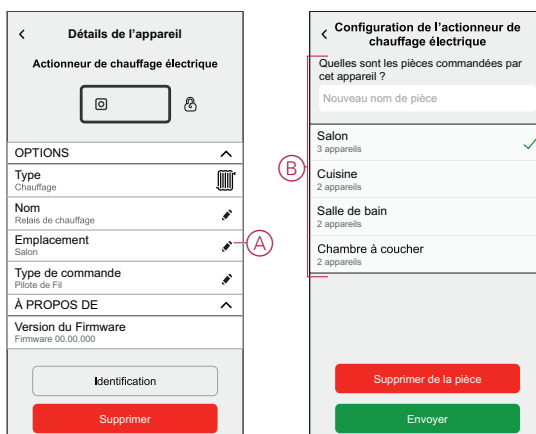 Détails de l'appareil
Actionneur de chauffage électrique
OPTIONS
Type
Chauffage
Nom
Relais de chauffage
Emplacement
Salon
A
Type de commande
Pilote de Fil
À PROPOS DE
Version du Firmware
Firmware 00.00.000
Identification
Supprimer
Configuration de l'actionneur de
chauffage électrique
Quelles sont les pièces commandées par
cet appareil ?
Nouveau nom de pièce
B
Salon
3 appareils
Cuisine
2 appareils
Salle de bain
2 appareils
Chambre à coucher
2 appareils
Supprimer de la pièce
Envoyer